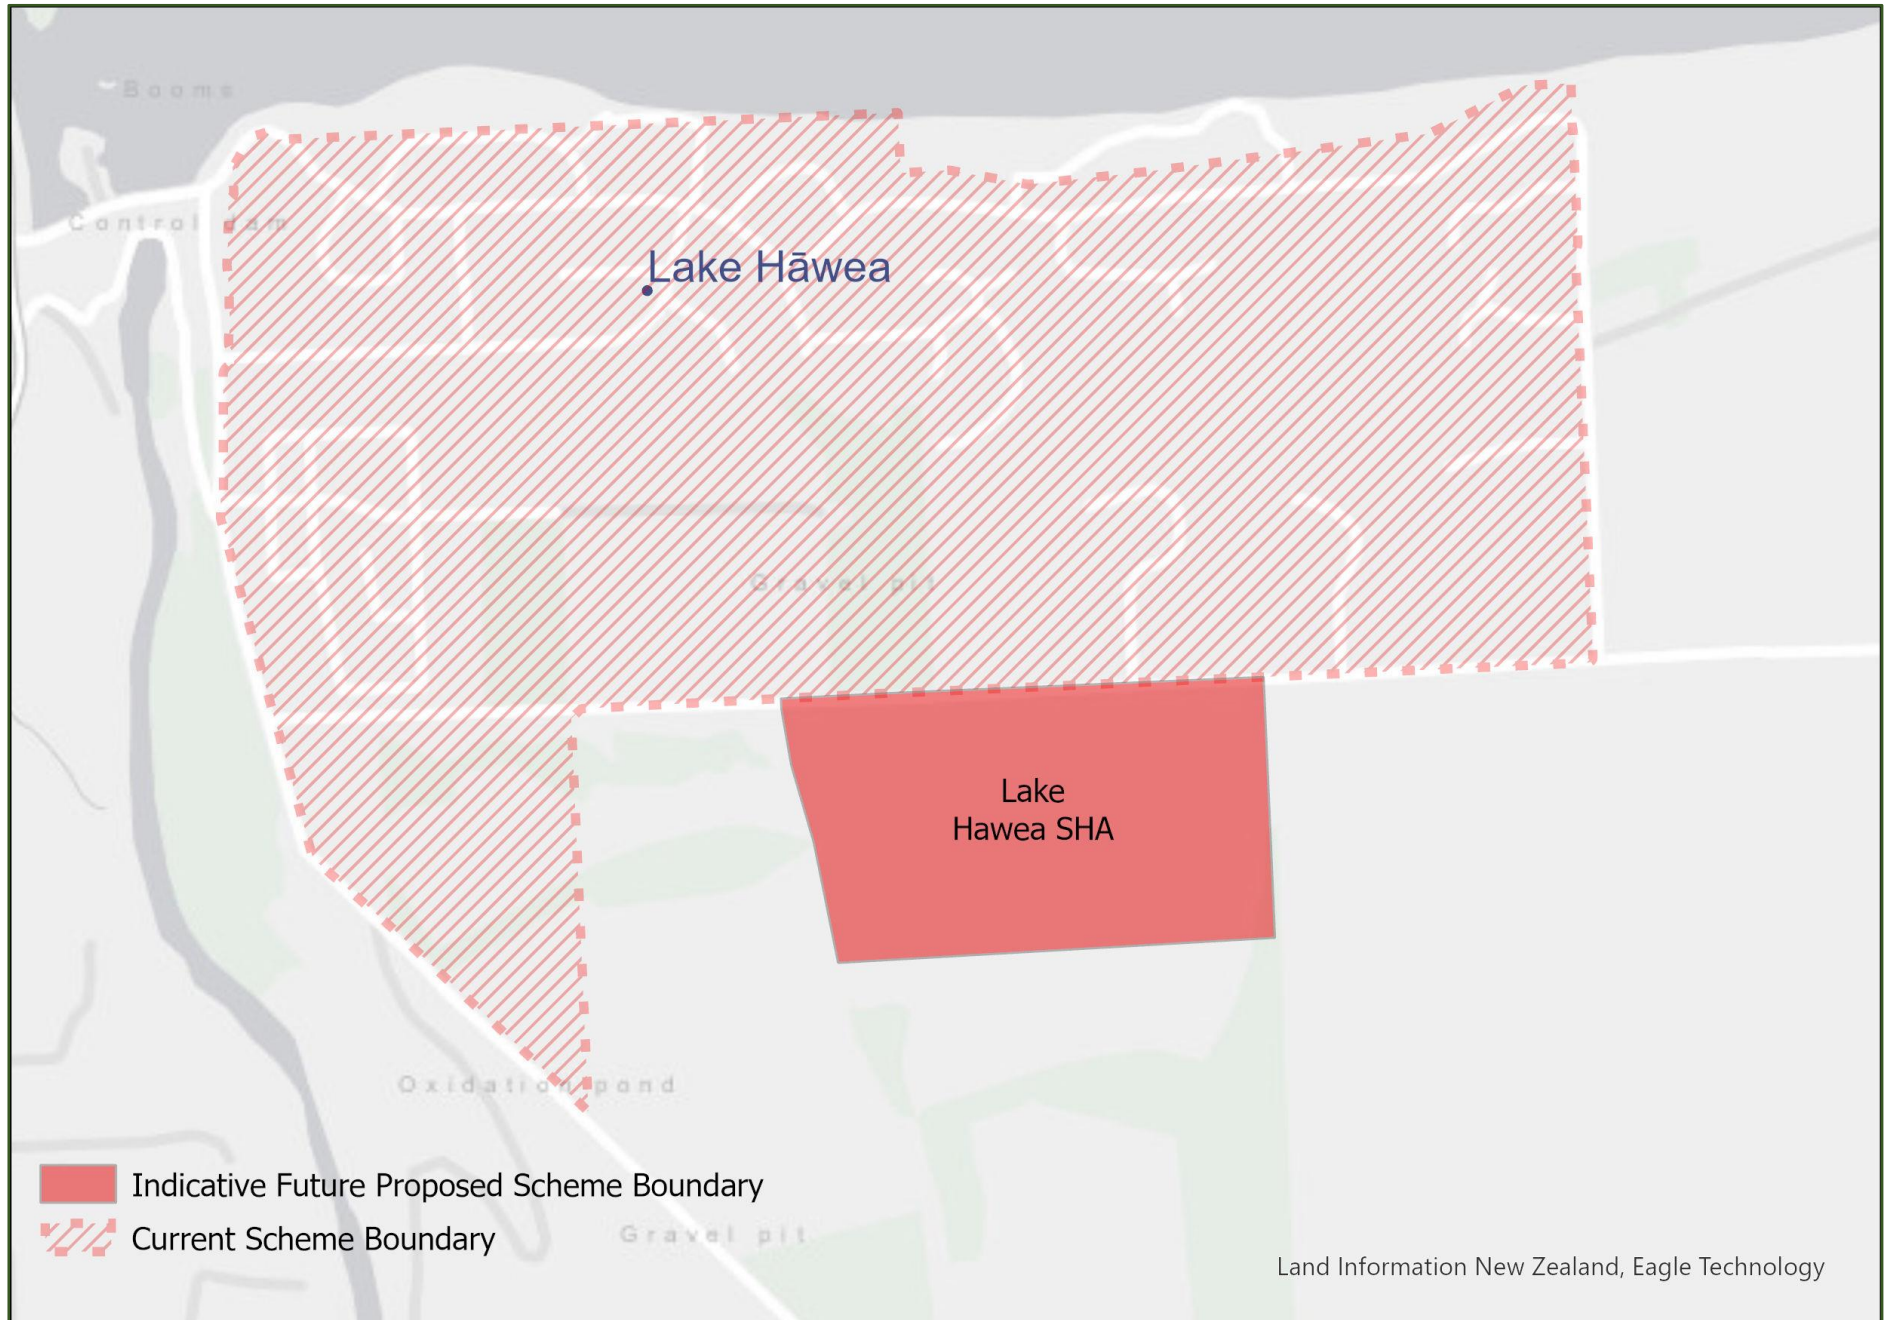 Booms
Control dam
Lake Hāwea
Gravel pit
Lake
Hawea SHA
Oxidation pond
Indicative Future Proposed Scheme Boundary
Gravel pit
Current Scheme Boundary
Land Information New Zealand, Eagle Technology